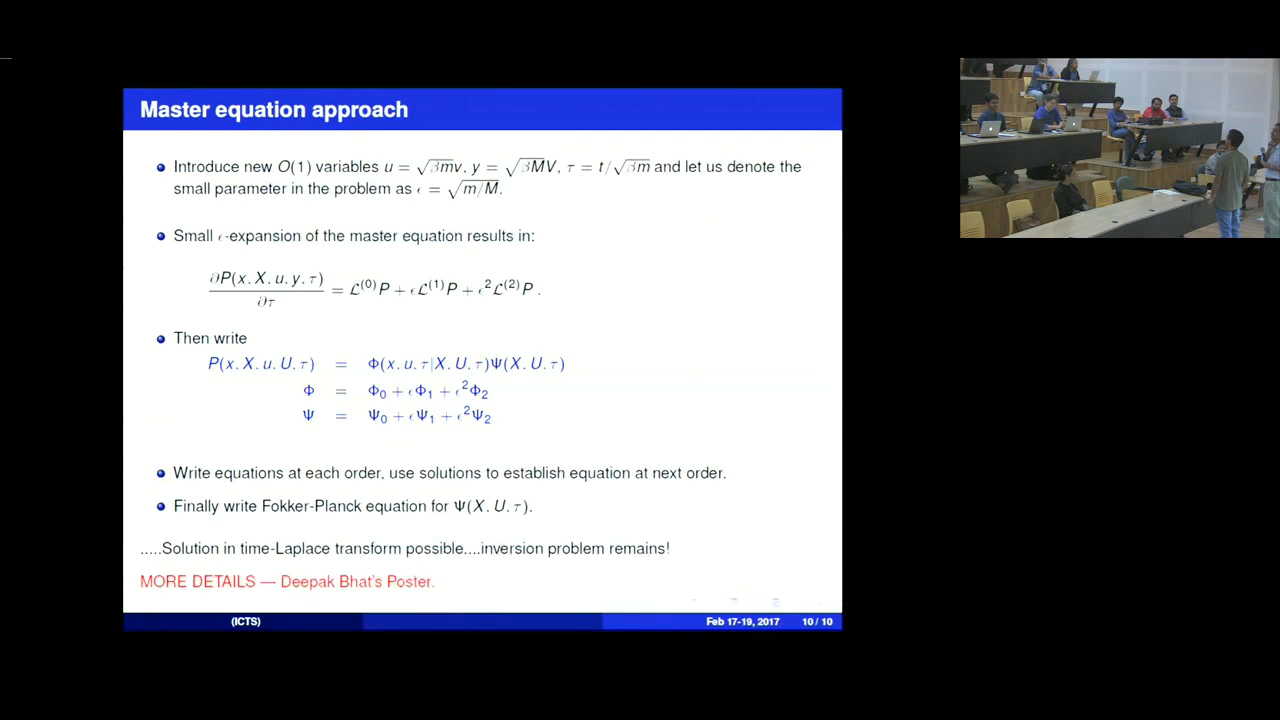 Master equation approach
Introduce new O(1) variables u = √βmv, y = √βMV, τ = t/√βm and let us denote the
small parameter in the problem as ϵ = √m/M.
Small ϵ-expansion of the master equation results in:
∂P(x. X. u. y. τ)/∂τ = ℒ⁽⁰⁾P + ϵℒ⁽¹⁾P + ϵ²ℒ⁽²⁾P .
Then write
P(x. X. u. U. τ) = Φ(x. u. τ|X. U. τ)Ψ(X. U. τ)
Φ = Φ₀ + ϵΦ₁ + ϵ²Φ₂
Ψ = Ψ₀ + ϵΨ₁ + ϵ²Ψ₂
Write equations at each order, use solutions to establish equation at next order.
Finally write Fokker-Planck equation for Ψ(X. U. τ).
.....Solution in time-Laplace transform possible....inversion problem remains!
MORE DETAILS — Deepak Bhat's Poster.
(ICTS) Feb 17-19, 2017 10 / 10